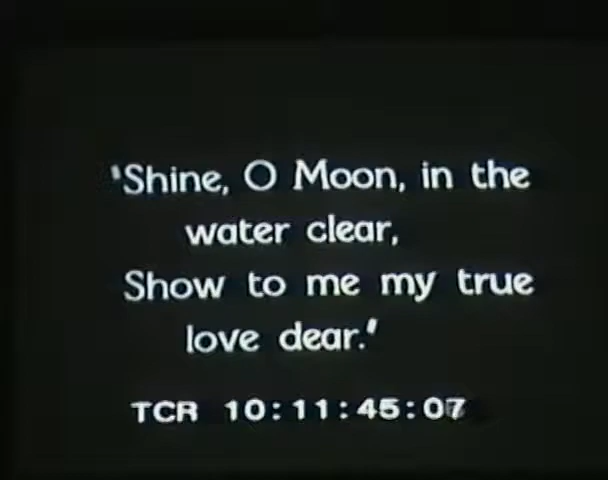 'Shine, O Moon, in the
water clear,
Show to me my true
love dear.'
TCR 10:11:45:07